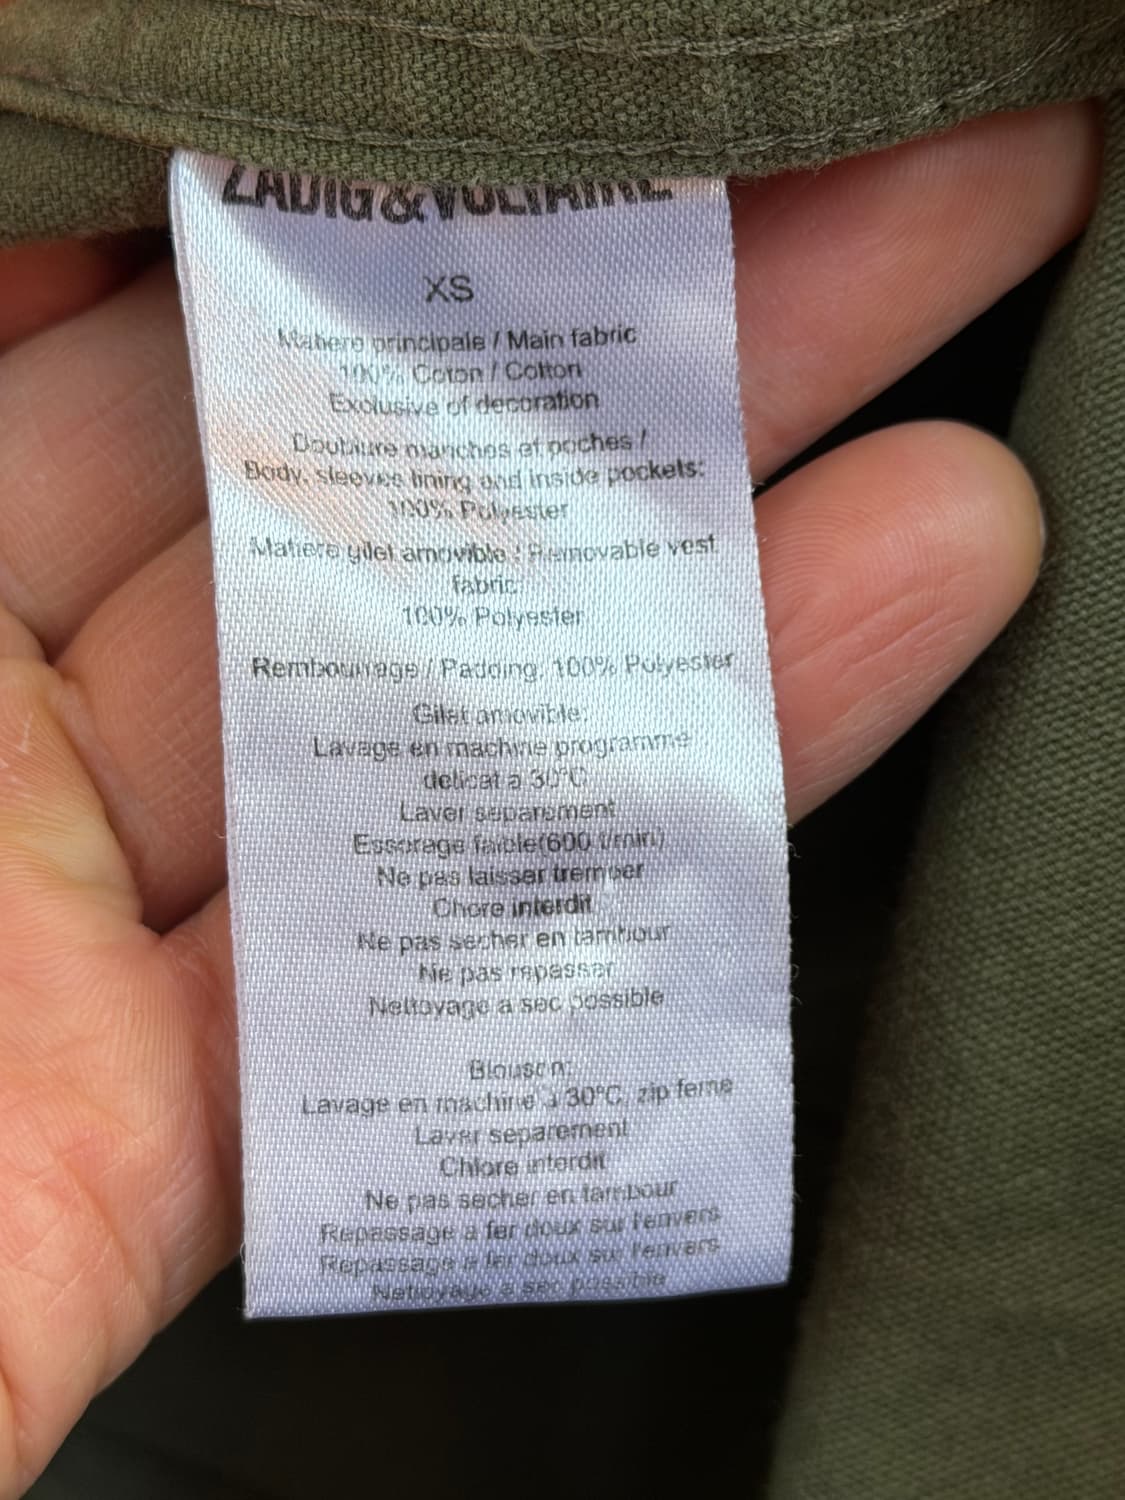 ZADIG&VOLTAIRE
XS
Matiere principale / Main fabric
100% Coton / Cotton
Exclusive of decoration
Doublure manches et poches /
Body, sleeves lining and inside pockets:
100% Polyester
Matiere gilet amovible / Removable vest
fabric:
100% Polyester
Rembourrage / Padding: 100% Polyester
Gilet amovible:
Lavage en machine programme
delicat a 30°C
Laver separement
Essorage faible(600 t/min)
Ne pas laisser tremper
Chore interdit
Ne pas secher en tambour
Ne pas repasser
Nettoyage a sec possible
Blouson:
Lavage en machine à 30°C, zip ferme
Laver separement
Chlore interdit
Ne pas secher en tambour
Repassage a fer doux sur l'envers
Repassage a fer doux sur l'envers
Nettoyage a sec possible